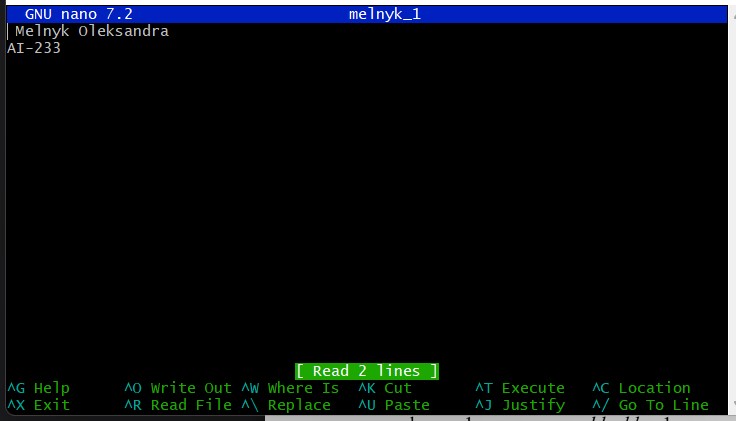 GNU nano 7.2 melnyk_1
Melnyk Oleksandra
AI-233
[ Read 2 lines ]
^G Help ^O Write Out ^W Where Is ^K Cut ^T Execute ^C Location
^X Exit ^R Read File ^\ Replace ^U Paste ^J Justify ^/ Go To Line